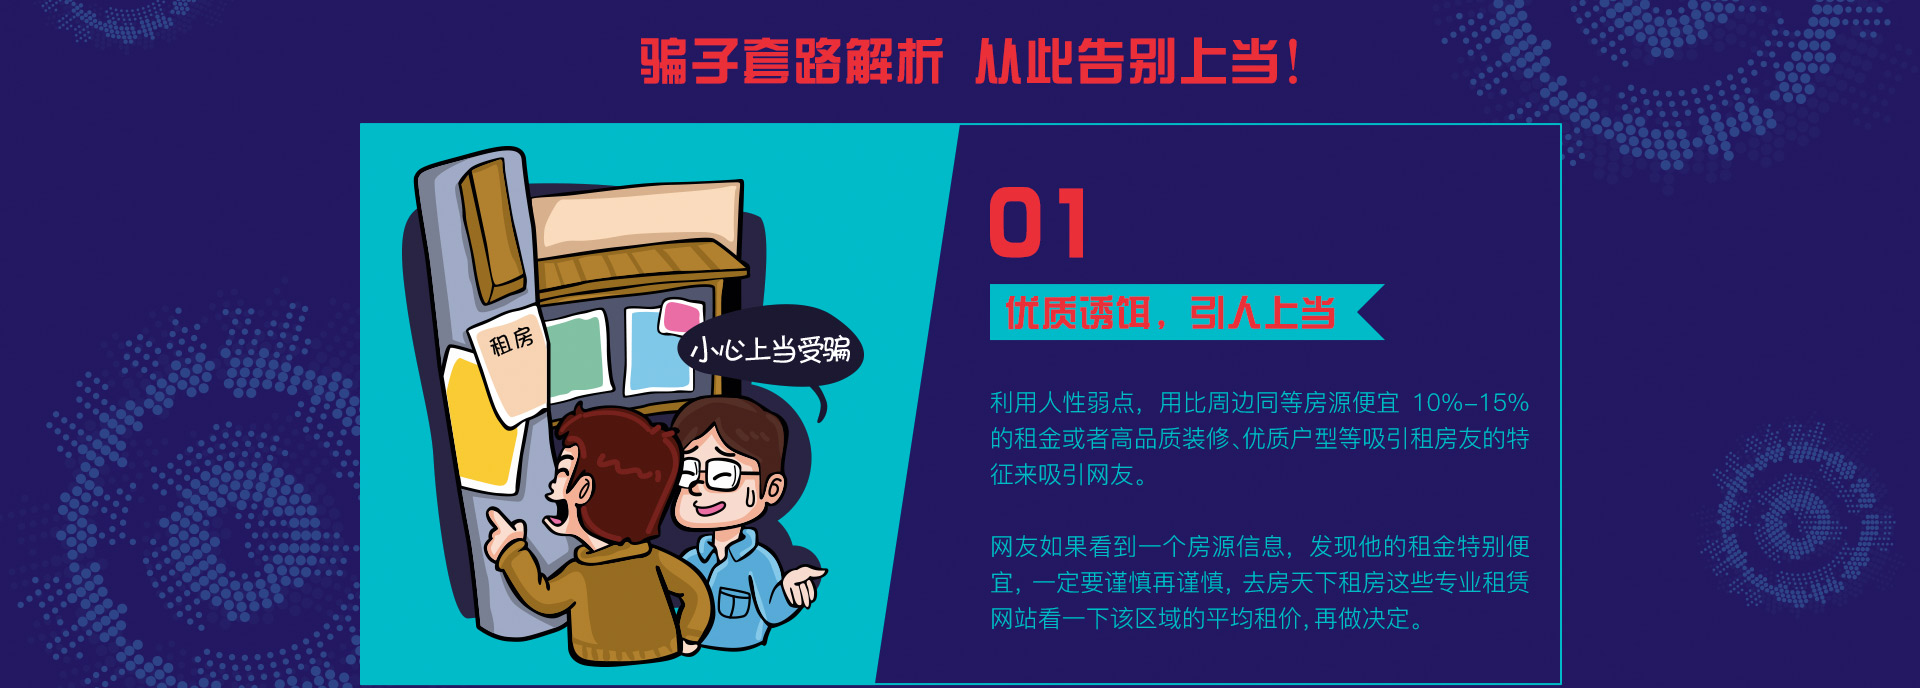 骗子套路解析 从此告别上当！
01
优质诱饵，引人上当
租房
小心上当受骗
利用人性弱点，用比周边同等房源便宜 10%-15%
的租金或者高品质装修、优质户型等吸引租房友的特
征来吸引网友。
网友如果看到一个房源信息，发现他的租金特别便
宜，一定要谨慎再谨慎，去房天下租房这些专业租赁
网站看一下该区域的平均租价,再做决定。